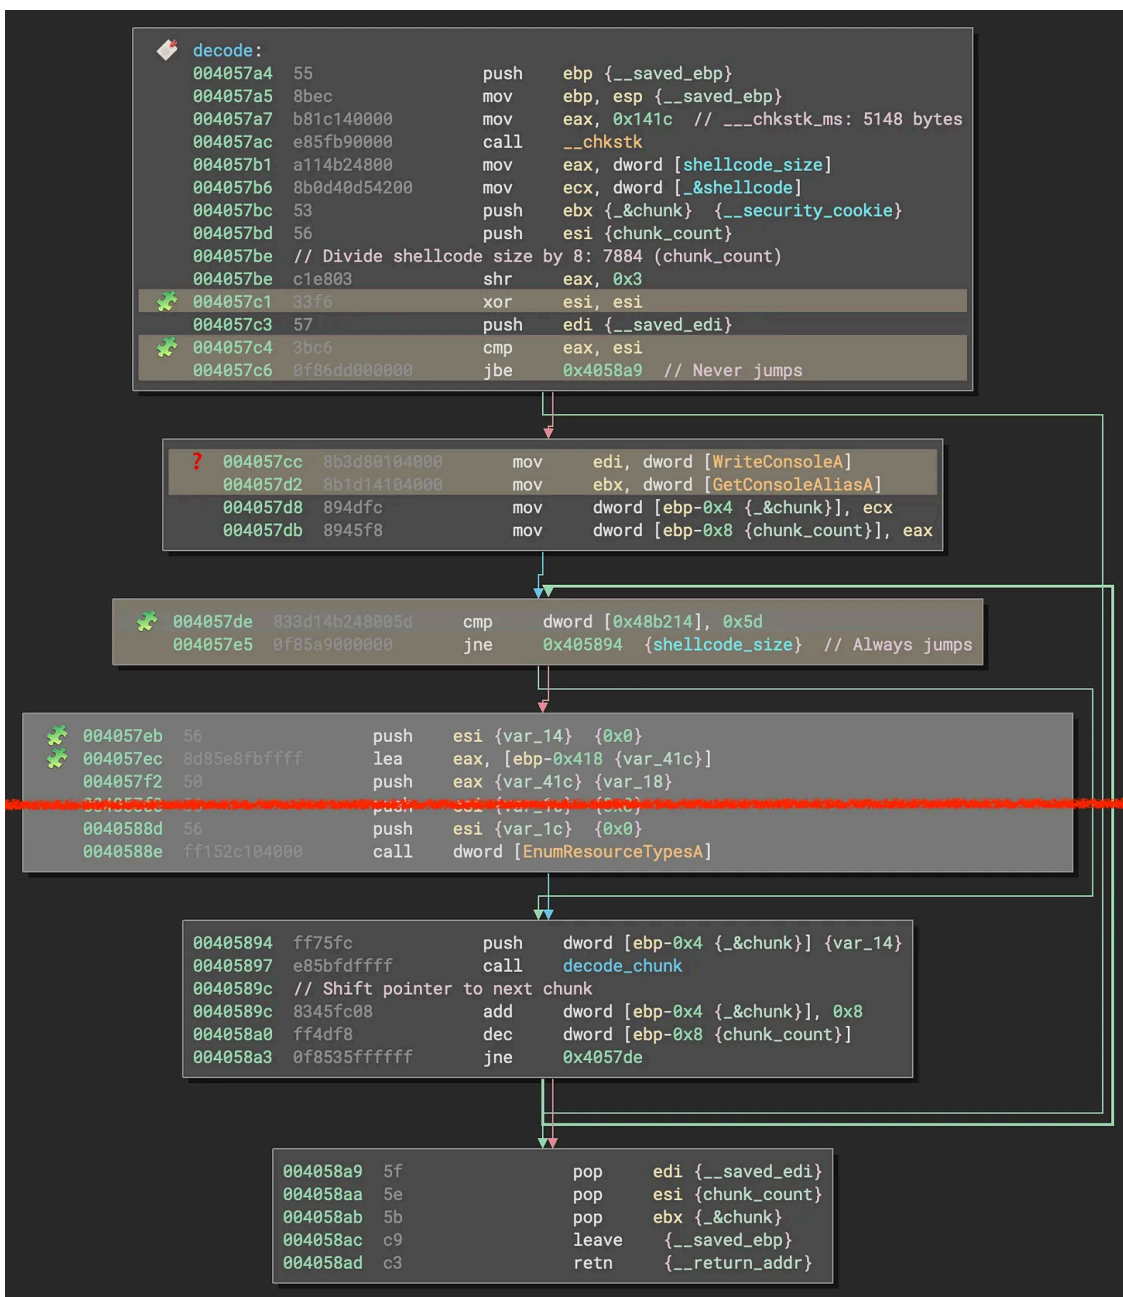 decode:
004057a4 55 push ebp {__saved_ebp}
004057a5 8bec mov ebp, esp {__saved_ebp}
004057a7 b81c140000 mov eax, 0x141c // ___chkstk_ms: 5148 bytes
004057ac e85fb90000 call __chkstk
004057b1 a114b24800 mov eax, dword [shellcode_size]
004057b6 8b0d40d54200 mov ecx, dword [_&shellcode]
004057bc 53 push ebx {_&chunk} {__security_cookie}
004057bd 56 push esi {chunk_count}
004057be // Divide shellcode size by 8: 7884 (chunk_count)
004057be c1e803 shr eax, 0x3
004057c1 33f6 xor esi, esi
004057c3 57 push edi {__saved_edi}
004057c4 3bc6 cmp eax, esi
004057c6 0f86dd000000 jbe 0x4058a9 // Never jumps
? 004057cc 8b3d80104000 mov edi, dword [WriteConsoleA]
004057d2 8b1d14104000 mov ebx, dword [GetConsoleAliasA]
004057d8 894dfc mov dword [ebp-0x4 {_&chunk}], ecx
004057db 8945f8 mov dword [ebp-0x8 {chunk_count}], eax
004057de 833d14b248005d cmp dword [0x48b214], 0x5d
004057e5 0f85a9000000 jne 0x405894 {shellcode_size} // Always jumps
004057eb 56 push esi {var_14} {0x0}
004057ec 8d85e8fbffff lea eax, [ebp-0x418 {var_41c}]
004057f2 50 push eax {var_41c} {var_18}
0040588d 56 push esi {var_1c} {0x0}
0040588e ff152c104000 call dword [EnumResourceTypesA]
00405894 ff75fc push dword [ebp-0x4 {_&chunk}] {var_14}
00405897 e85bfdffff call decode_chunk
0040589c // Shift pointer to next chunk
0040589c 8345fc08 add dword [ebp-0x4 {_&chunk}], 0x8
004058a0 ff4df8 dec dword [ebp-0x8 {chunk_count}]
004058a3 0f8535ffffff jne 0x4057de
004058a9 5f pop edi {__saved_edi}
004058aa 5e pop esi {chunk_count}
004058ab 5b pop ebx {_&chunk}
004058ac c9 leave {__saved_ebp}
004058ad c3 retn {__return_addr}